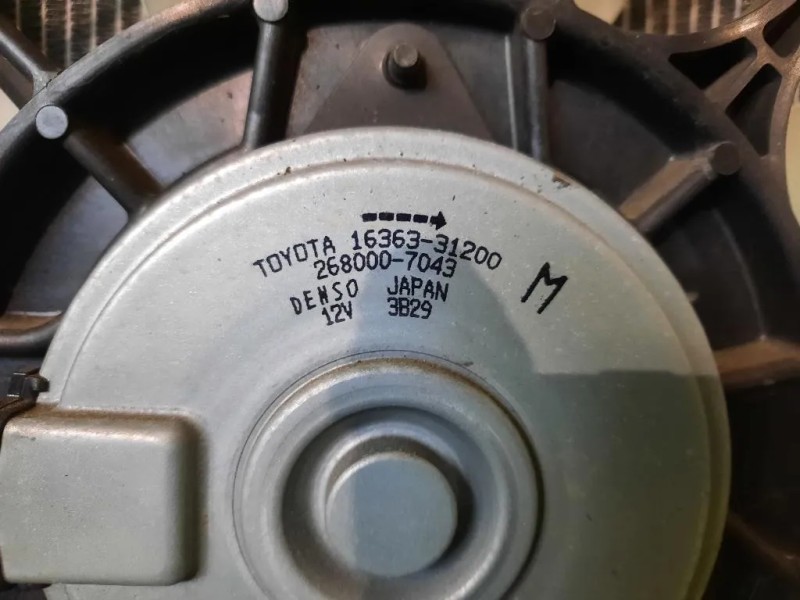 TOYOTA 16363-31200
268000-7043
DENSO JAPAN
12V 3B29
M